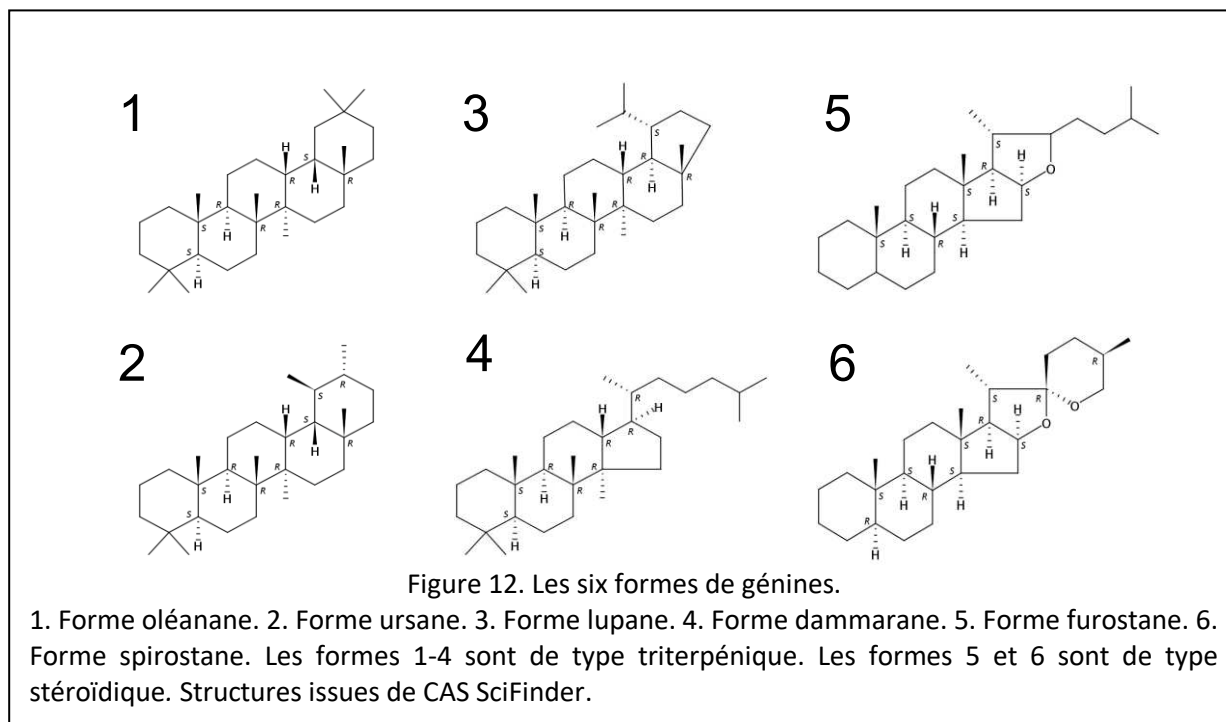 1
3
5
2
4
6
Figure 12. Les six formes de génines.
1. Forme oléanane. 2. Forme ursane. 3. Forme lupane. 4. Forme dammarane. 5. Forme furostane. 6.
Forme spirostane. Les formes 1-4 sont de type triterpénique. Les formes 5 et 6 sont de type
stéroïdique. Structures issues de CAS SciFinder.